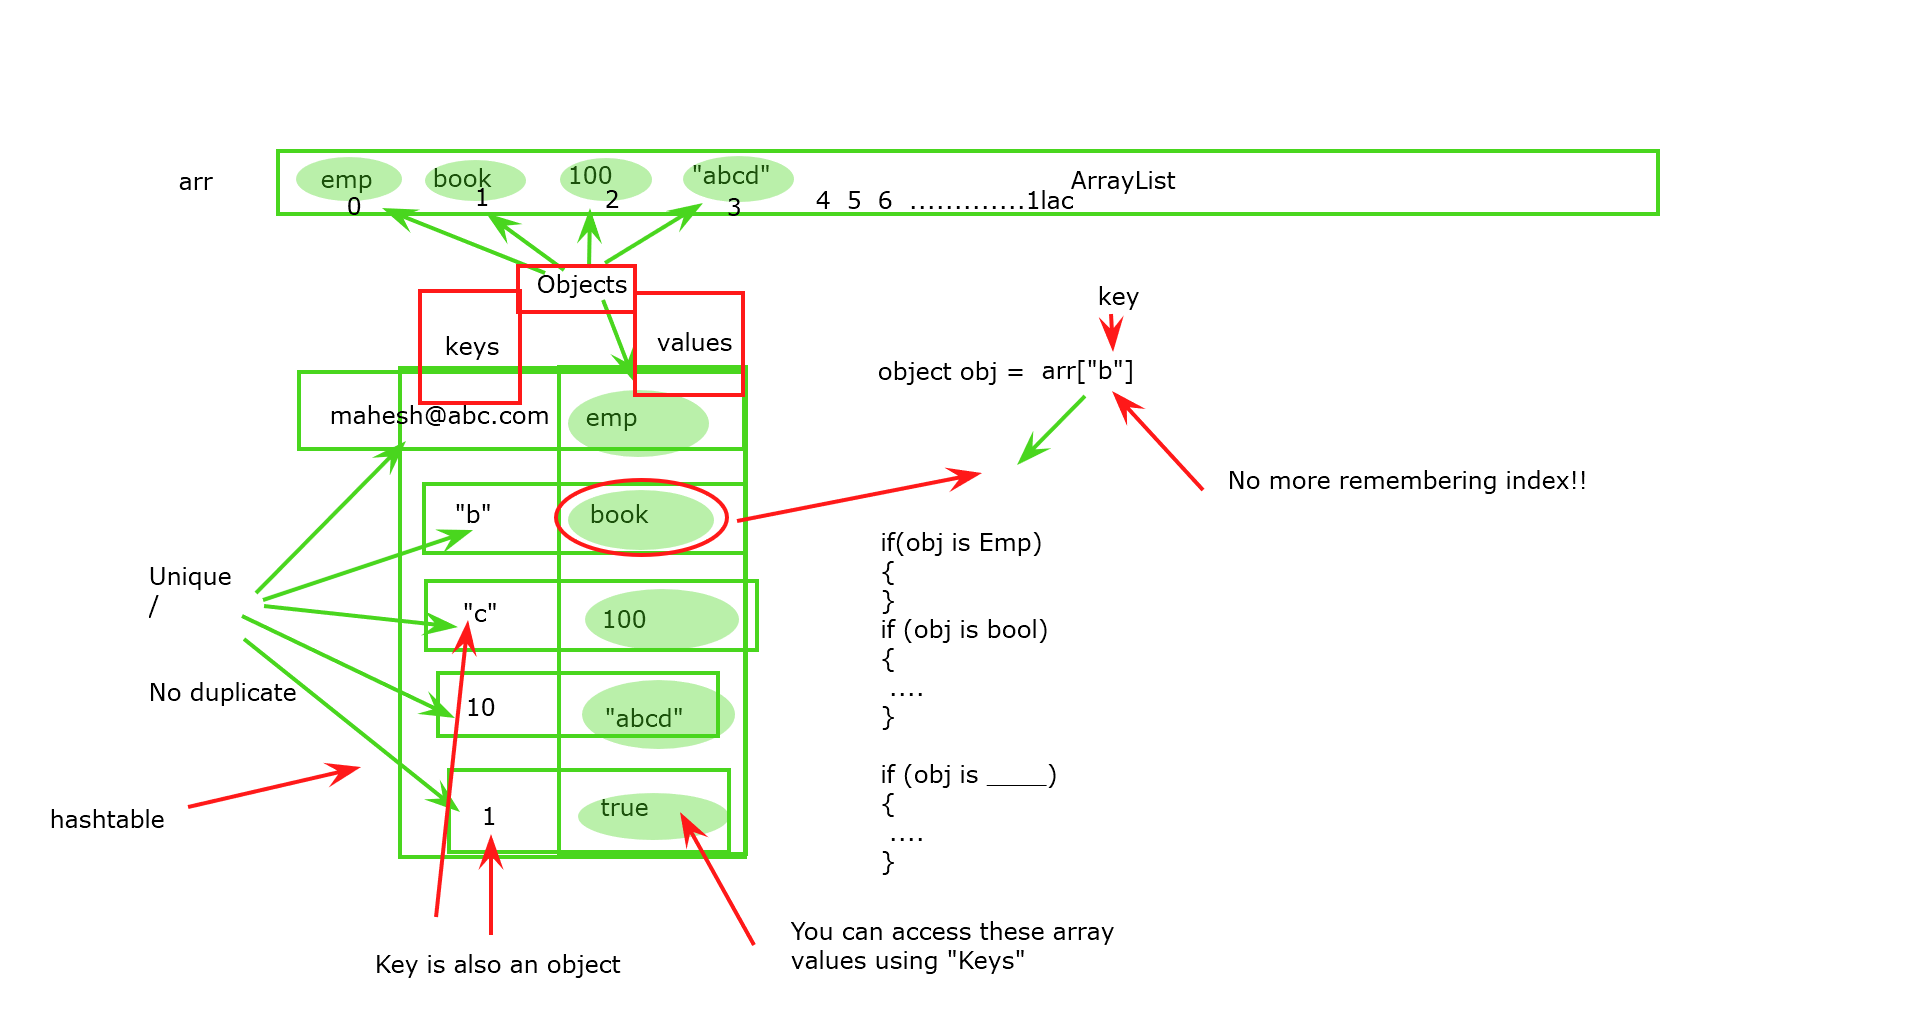 arr
emp book 100 "abcd" ArrayList
0 1 2 3 4 5 6 .............1lac
Objects
keys values
mahesh@abc.com emp
"b" book
"c" 100
10 "abcd"
1 true
Unique
/
No duplicate
hashtable
Key is also an object
You can access these array
values using "Keys"
key
object obj = arr["b"]
No more remembering index!!
if(obj is Emp)
{
}
if (obj is bool)
{
....
}
if (obj is _____)
{
....
}